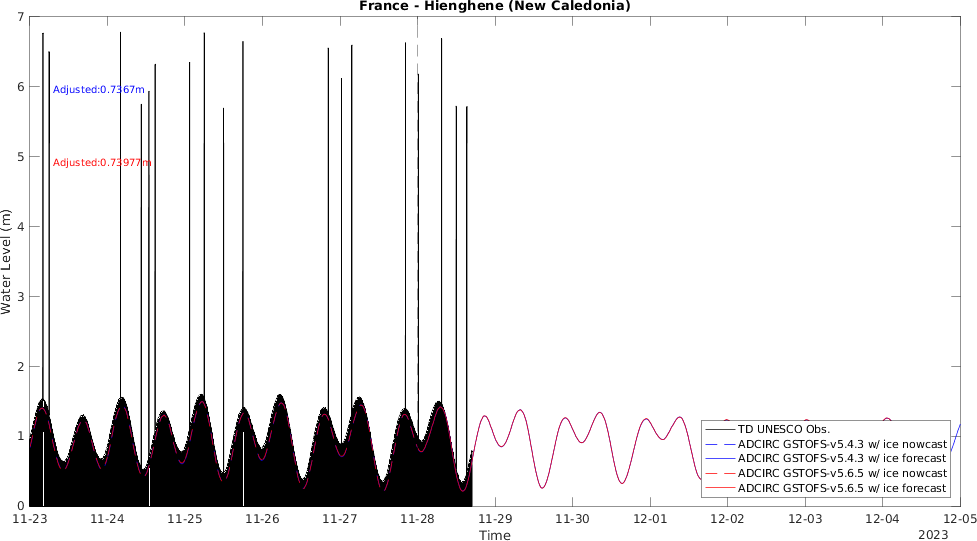 France - Hienghene (New Caledonia)
7
6
5
4
3
2
1
0
Water Level (m)
Adjusted:0.7367m
Adjusted:0.73977m
TD UNESCO Obs.
ADCIRC GSTOFS-v5.4.3 w/ ice nowcast
ADCIRC GSTOFS-v5.4.3 w/ ice forecast
ADCIRC GSTOFS-v5.6.5 w/ ice nowcast
ADCIRC GSTOFS-v5.6.5 w/ ice forecast
11-23 11-24 11-25 11-26 11-27 11-28 11-29 11-30 12-01 12-02 12-03 12-04 12-05
Time
2023